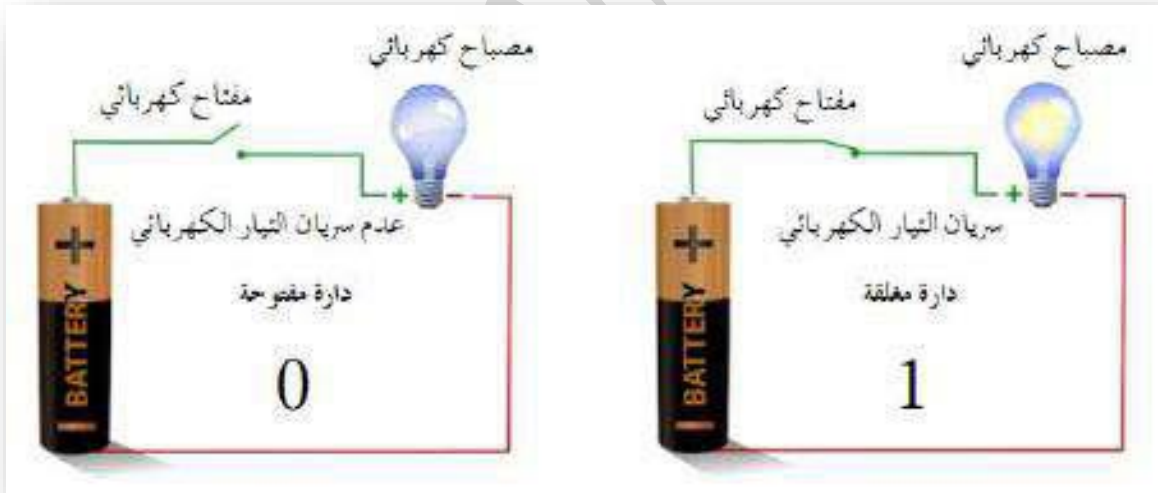 مصباح كهربائي
مفتاح كهربائي
+ -
عدم سريان التيار الكهربائي
دارة مفتوحة
0
+
BATTERY
-
مصباح كهربائي
مفتاح كهربائي
+ -
سريان التيار الكهربائي
دارة مغلقة
1
+
BATTERY
-